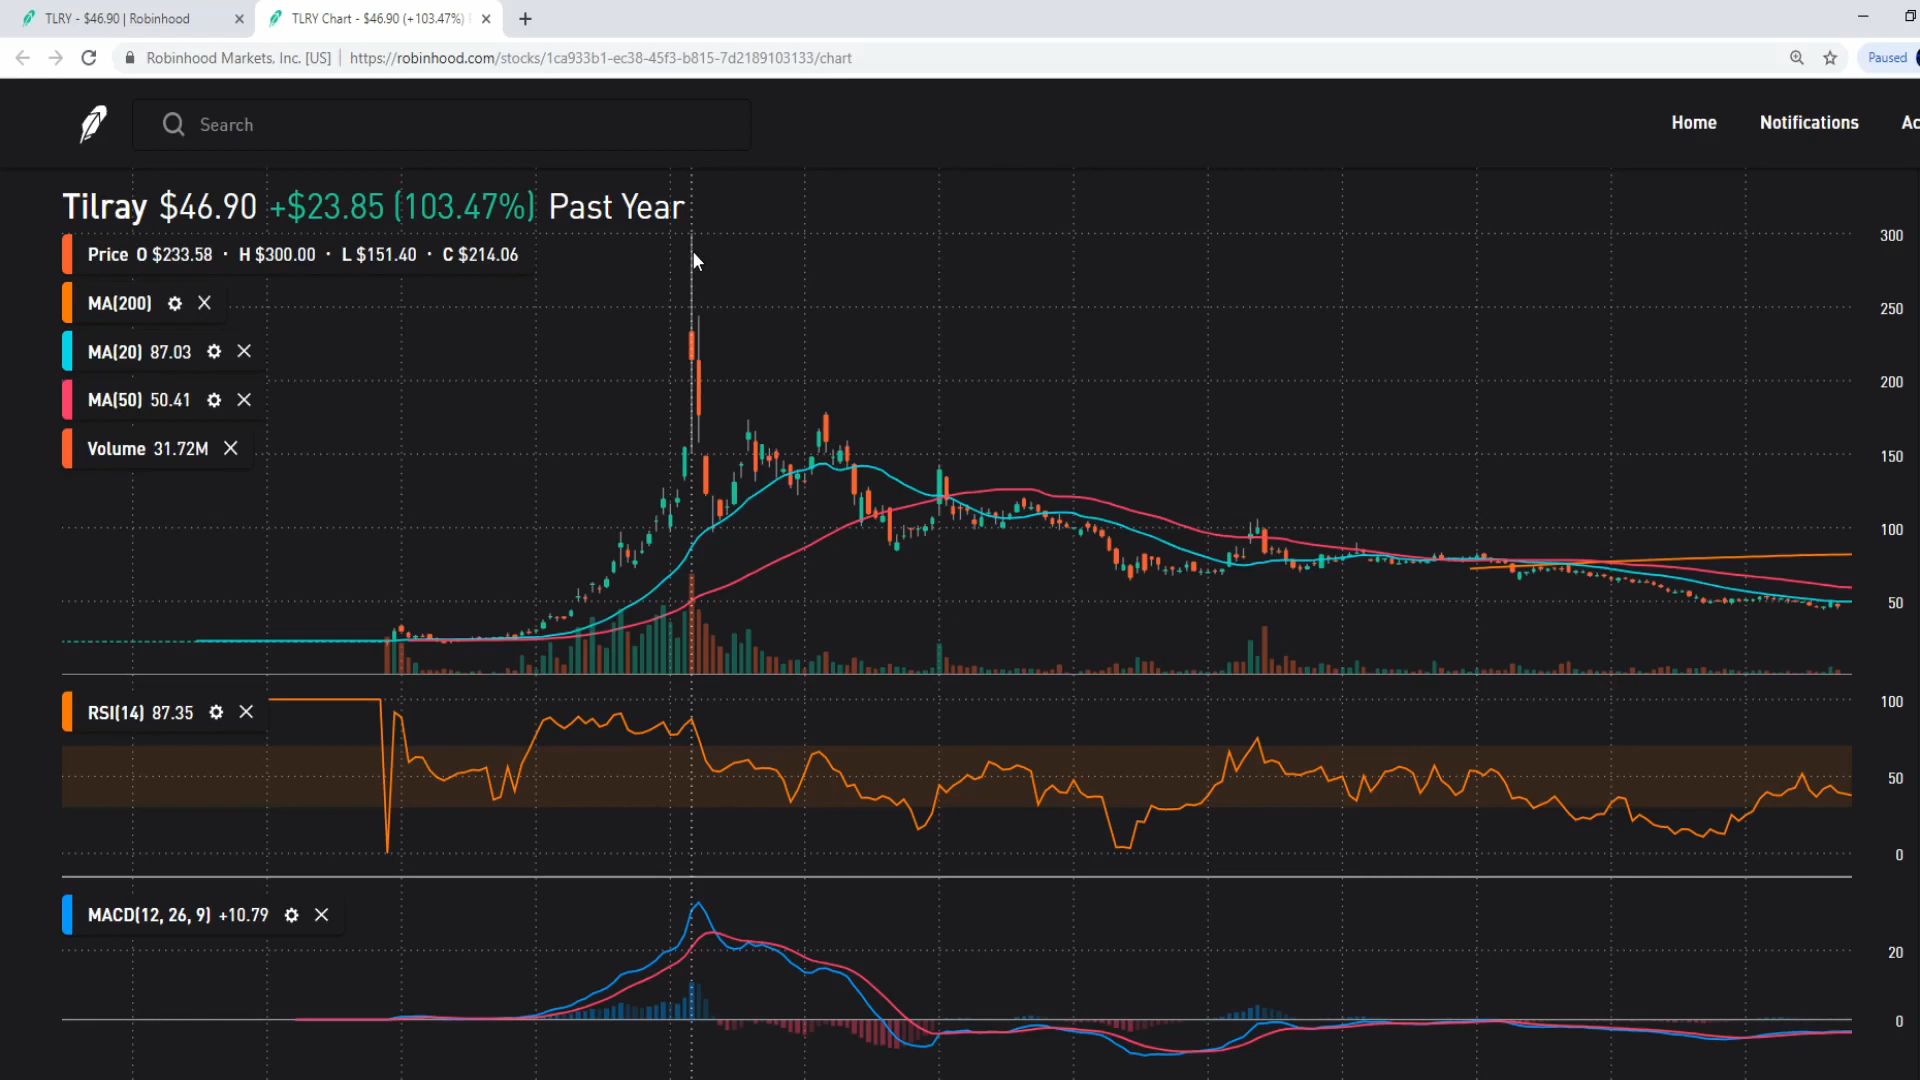 TLRY - $46.90 | Robinhood
TLRY Chart - $46.90 (+103.47%)
Robinhood Markets, Inc. [US] | https://robinhood.com/stocks/1ca933b1-ec38-45f3-b815-7d2189103133/chart
Paused
Search
Home
Notifications
Ac
Tilray $46.90 +$23.85 (103.47%) Past Year
Price O $233.58 · H $300.00 · L $151.40 · C $214.06
MA(200)
MA(20) 87.03
MA(50) 50.41
Volume 31.72M
300
250
200
150
100
50
RSI(14) 87.35
100
50
0
MACD(12, 26, 9) +10.79
20
0